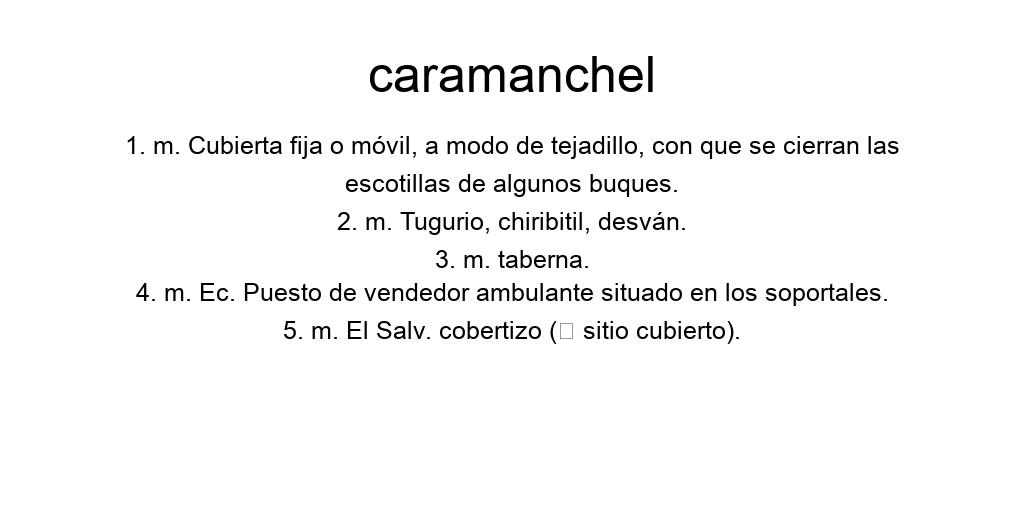 caramanchel
1. m. Cubierta fija o móvil, a modo de tejadillo, con que se cierran las
escotillas de algunos buques.
2. m. Tugurio, chiribitil, desván.
3. m. taberna.
4. m. Ec. Puesto de vendedor ambulante situado en los soportales.
5. m. El Salv. cobertizo (▯ sitio cubierto).